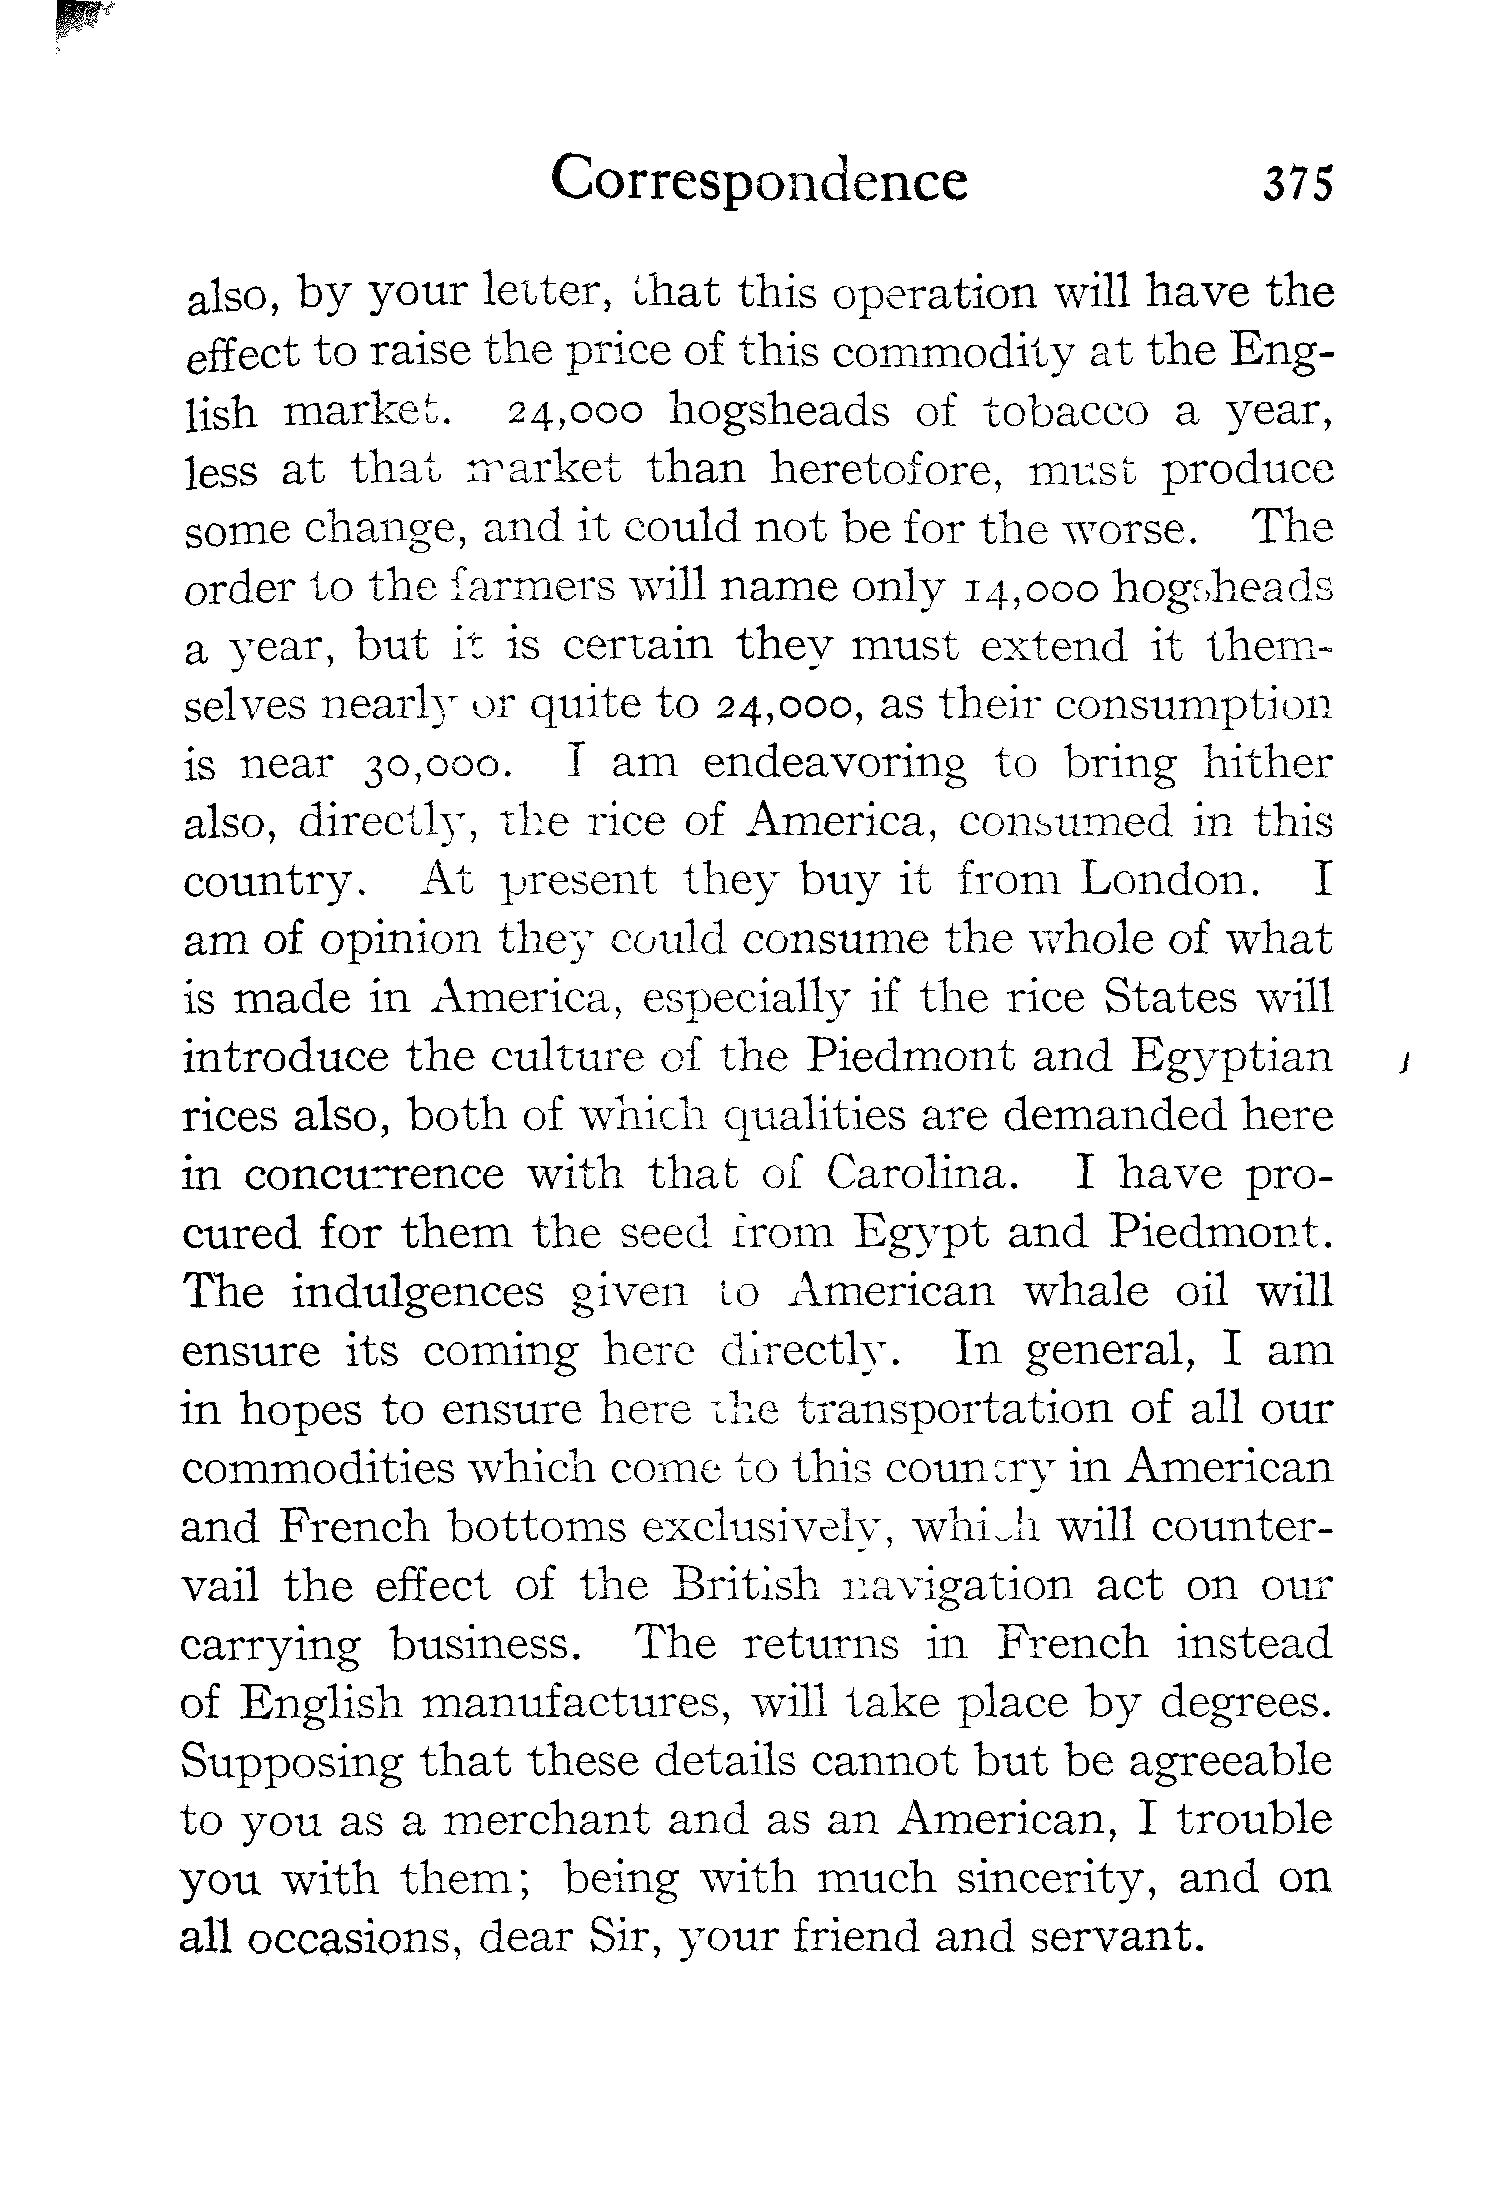 Correspondence 375
also, by your letter, that this operation will have the
effect to raise the price of this commodity at the Eng-
lish market. 24,000 hogsheads of tobacco a year,
less at that market than heretofore, must produce
some change, and it could not be for the worse. The
order to the farmers will name only 14,000 hogsheads
a year, but it is certain they must extend it them-
selves nearly or quite to 24,000, as their consumption
is near 30,000. I am endeavoring to bring hither
also, directly, the rice of America, consumed in this
country. At present they buy it from London. I
am of opinion they could consume the whole of what
is made in America, especially if the rice States will
introduce the culture of the Piedmont and Egyptian
rices also, both of which qualities are demanded here
in concurrence with that of Carolina. I have pro-
cured for them the seed from Egypt and Piedmont.
The indulgences given to American whale oil will
ensure its coming here directly. In general, I am
in hopes to ensure here the transportation of all our
commodities which come to this country in American
and French bottoms exclusively, which will counter-
vail the effect of the British navigation act on our
carrying business. The returns in French instead
of English manufactures, will take place by degrees.
Supposing that these details cannot but be agreeable
to you as a merchant and as an American, I trouble
you with them; being with much sincerity, and on
all occasions, dear Sir, your friend and servant.